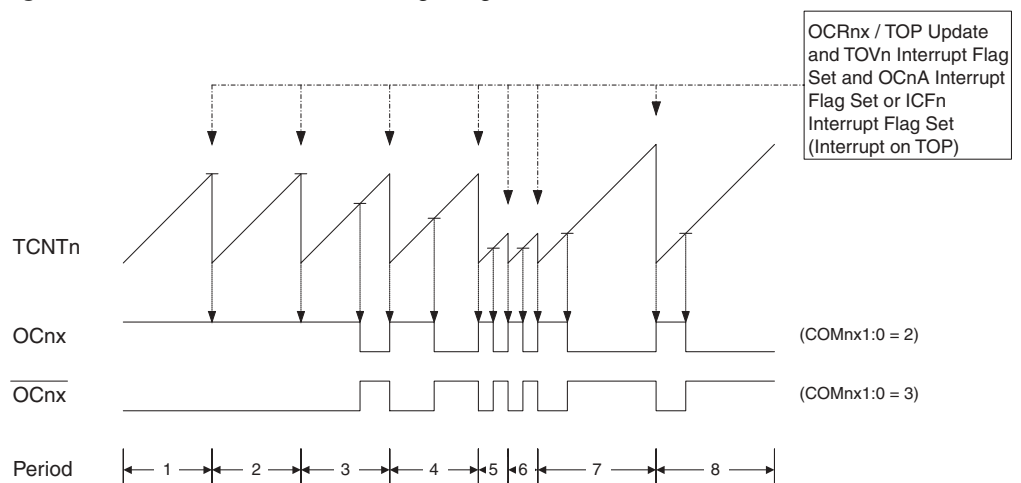 OCRnx / TOP Update
and TOVn Interrupt Flag
Set and OCnA Interrupt
Flag Set or ICFn
Interrupt Flag Set
(Interrupt on TOP)
TCNTn
OCnx
(COMnx1:0 = 2)
OCnx
(COMnx1:0 = 3)
Period
1
2
3
4
5
6
7
8